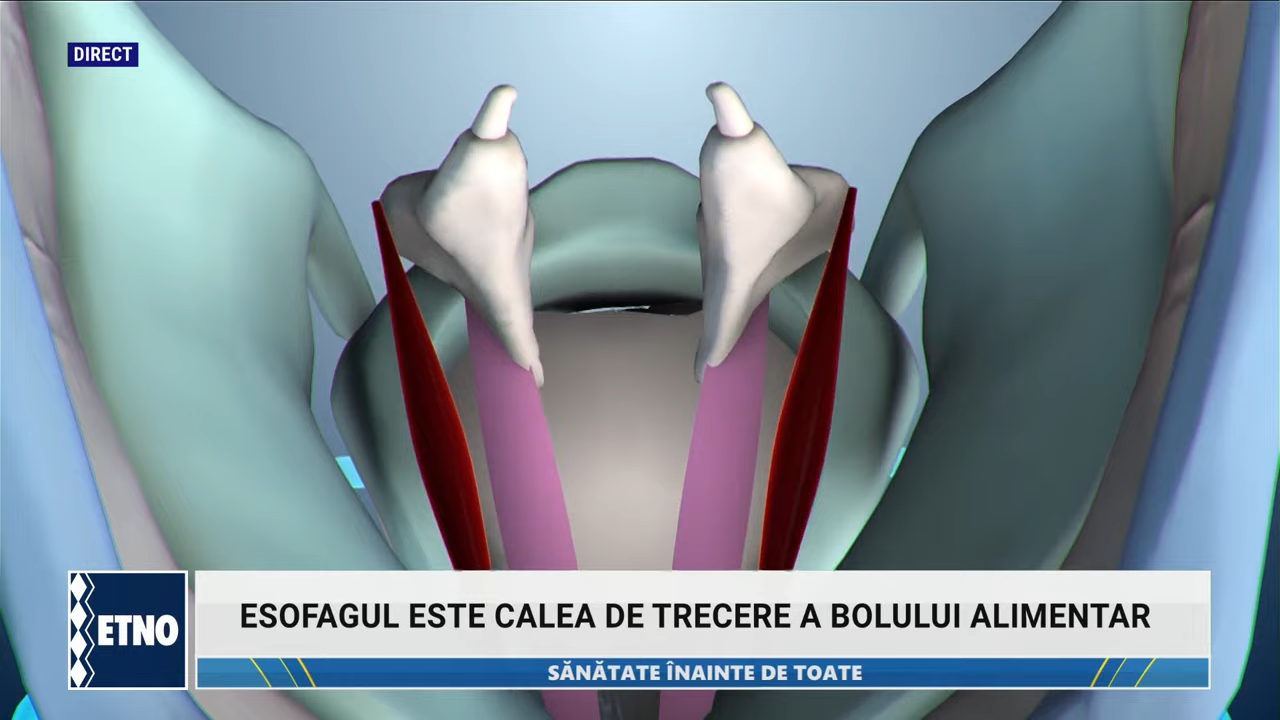 DIRECT
ESOFAGUL ESTE CALEA DE TRECERE A BOLULUI ALIMENTAR
ETNO
SĂNĂTATE ÎNAINTE DE TOATE